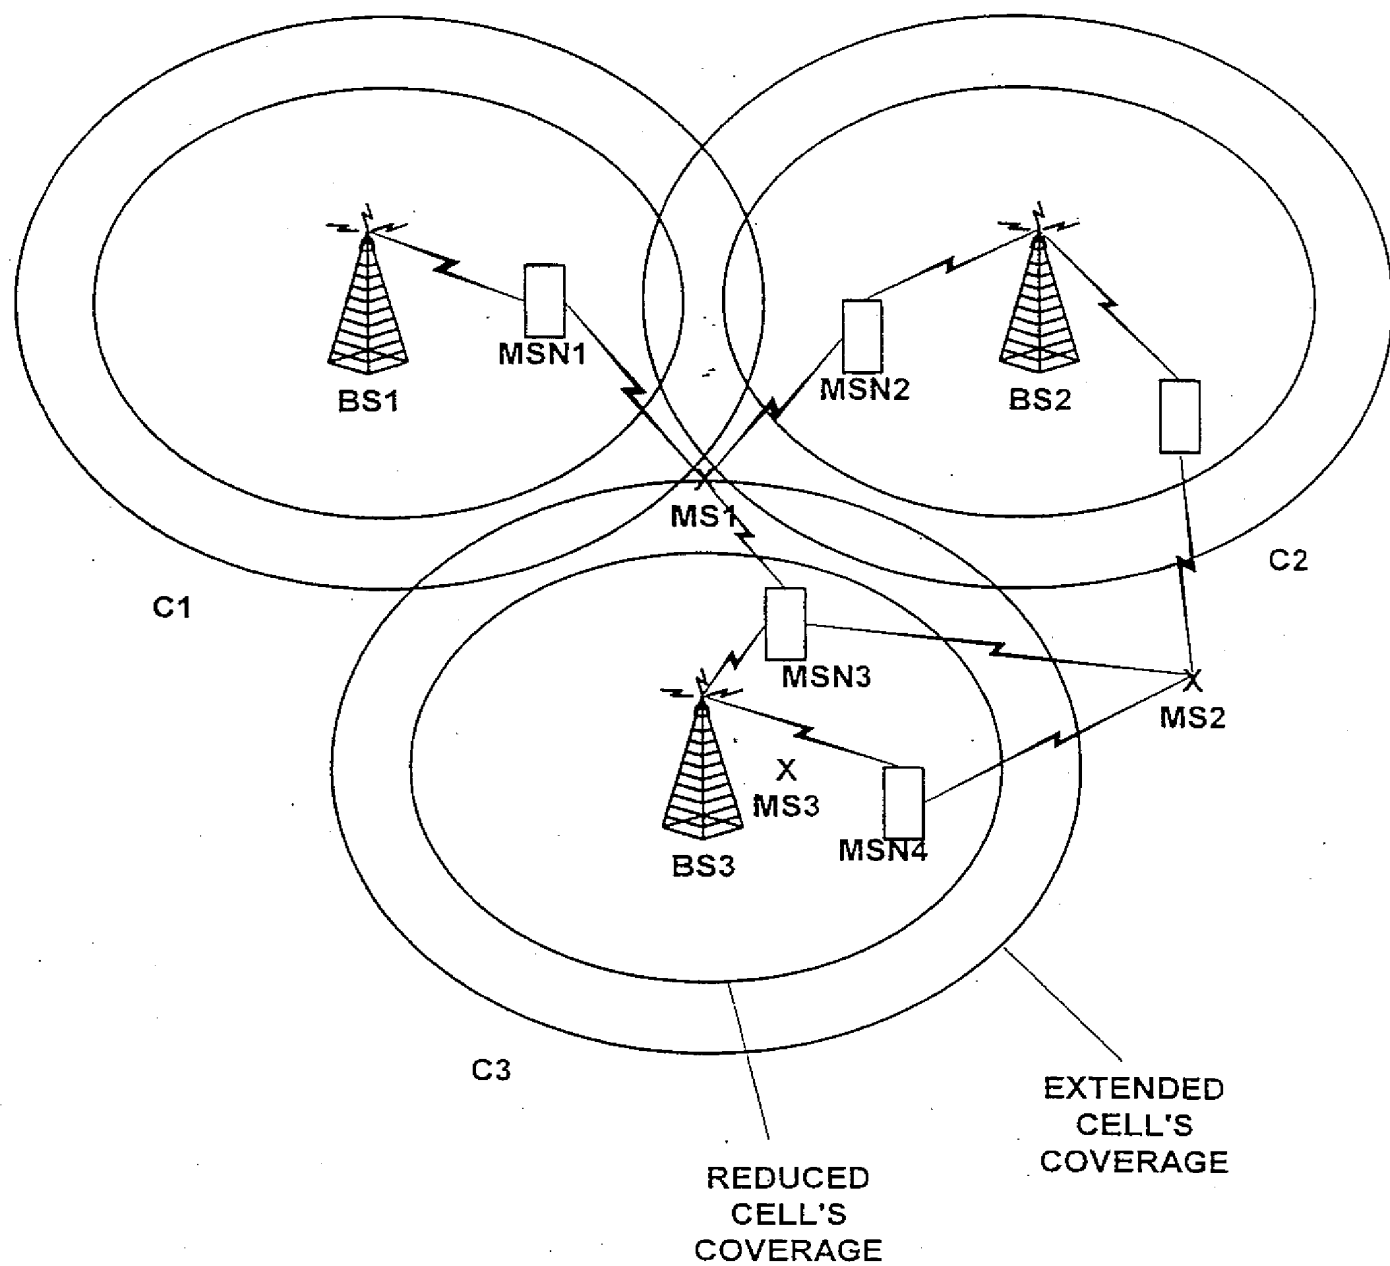 MSN1
BS1
MSN2
BS2
MS1
C2
C1
MSN3
MS2
MS3
MSN4
BS3
C3
EXTENDED
CELL'S
COVERAGE
REDUCED
CELL'S
COVERAGE